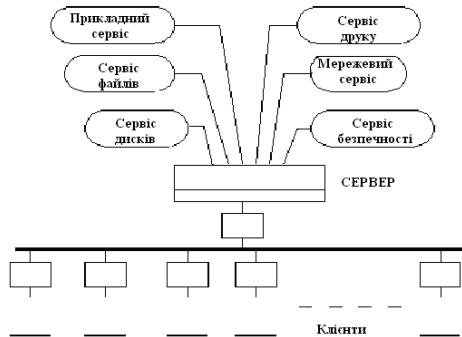 Прикладний
сервіс
Сервіс
друку
Сервіс
файлів
Мережевий
сервіс
Сервіс
дисків
Сервіс
безпечності
СЕРВЕР
Клієнти